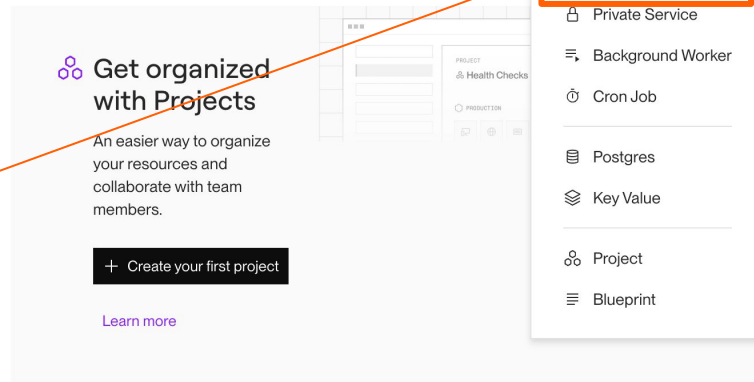 Get organized
with Projects
An easier way to organize
your resources and
collaborate with team
members.
+ Create your first project
Learn more
PROJECT
Health Checks
PRODUCTION
Private Service
Background Worker
Cron Job
Postgres
Key Value
Project
Blueprint